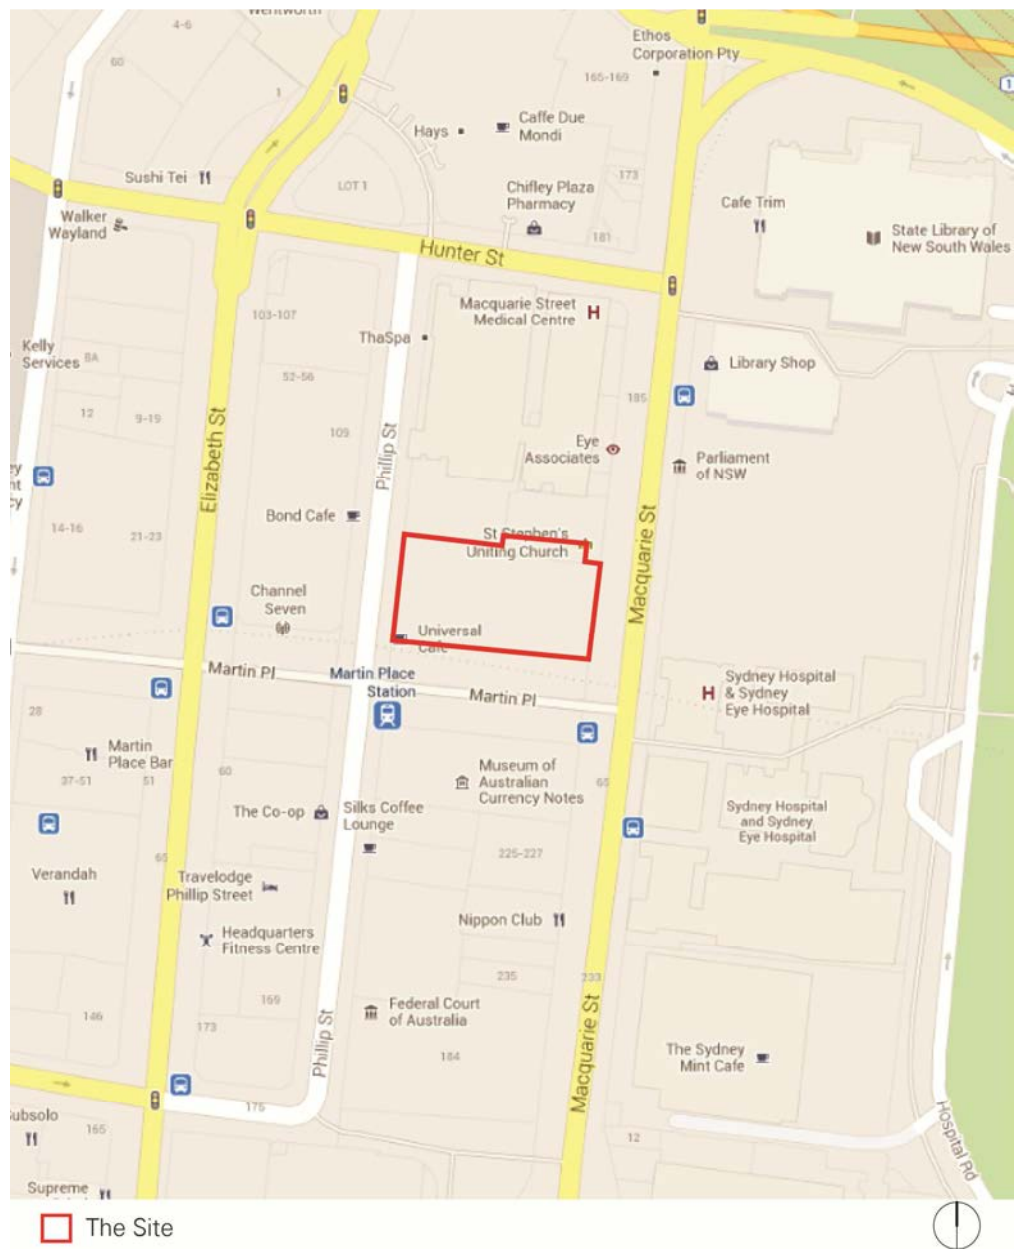 Wentworth
4-6
60
1
Ethos
Corporation Pty
165-169
1
Hays
Caffe Due
Mondi
Sushi Tei
LOT 1
173
Chifley Plaza
Pharmacy
Cafe Trim
Walker
Wayland
181
State Library of
New South Wales
Hunter St
Macquarie Street
Medical Centre
H
103-107
ThaSpa
Kelly
Services
8A
Library Shop
52-56
185
12
9-19
109
Elizabeth St
Phillip St
Eye
Associates
Parliament
of NSW
ey
nt
cy
14-16
21-23
Bond Cafe
St Stephen's
Uniting Church
Macquarie St
Channel
Seven
Universal
Cafe
Martin Pl
Martin Place
Station
Martin Pl
Sydney Hospital
& Sydney
Eye Hospital
H
28
Martin
Place Bar
37-51
51
60
Museum of
Australian
Currency Notes
65
The Co-op
Silks Coffee
Lounge
Sydney Hospital
and Sydney
Eye Hospital
65
225-227
Verandah
Travelodge
Phillip Street
Nippon Club
Headquarters
Fitness Centre
235
233
169
146
173
Phillip St
Federal Court
of Australia
184
Macquarie St
The Sydney
Mint Cafe
175
ubsolo
165
12
Hospital Rd
Supreme
The Site